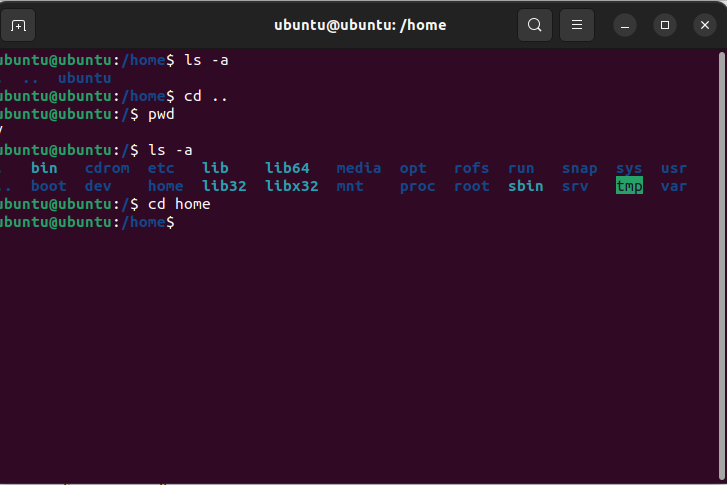 ubuntu@ubuntu: /home
ubuntu@ubuntu:/home$ ls -a
. .. ubuntu
ubuntu@ubuntu:/home$ cd ..
ubuntu@ubuntu:/$ pwd
/
ubuntu@ubuntu:/$ ls -a
. bin cdrom etc lib lib64 media opt rofs run snap sys usr
.. boot dev home lib32 libx32 mnt proc root sbin srv tmp var
ubuntu@ubuntu:/$ cd home
ubuntu@ubuntu:/home$